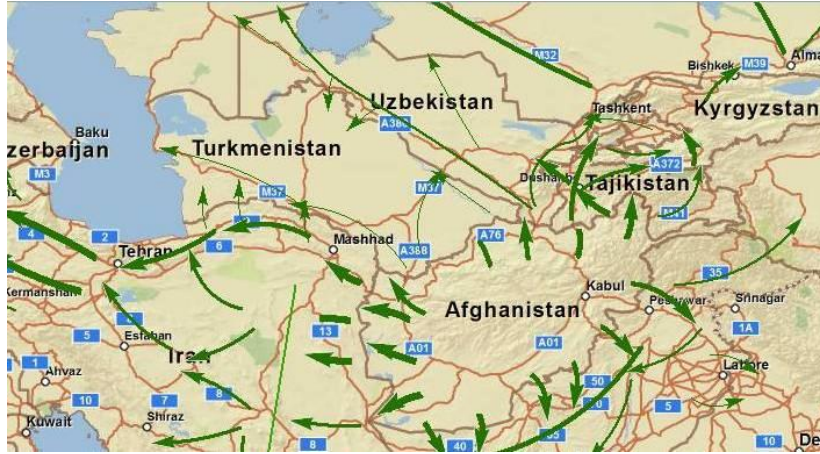 M32
Bishkek
M39
Alma
Uzbekistan
Tashkent
Kyrgyzstan
A380
Baku
Turkmenistan
zerbaijan
A372
M3
Dushanb
Tajikistan
M37
M37
M41
4
2
6
A76
Tehran
Mashhad
A388
35
Kabul
Kermanshah
Afghanistan
Peshawar
Srinagar
5
Esfahan
13
1A
A01
A01
Iran
1
Lahore
Ahvaz
8
50
10
7
5
Shiraz
Kuwait
8
40
10
De